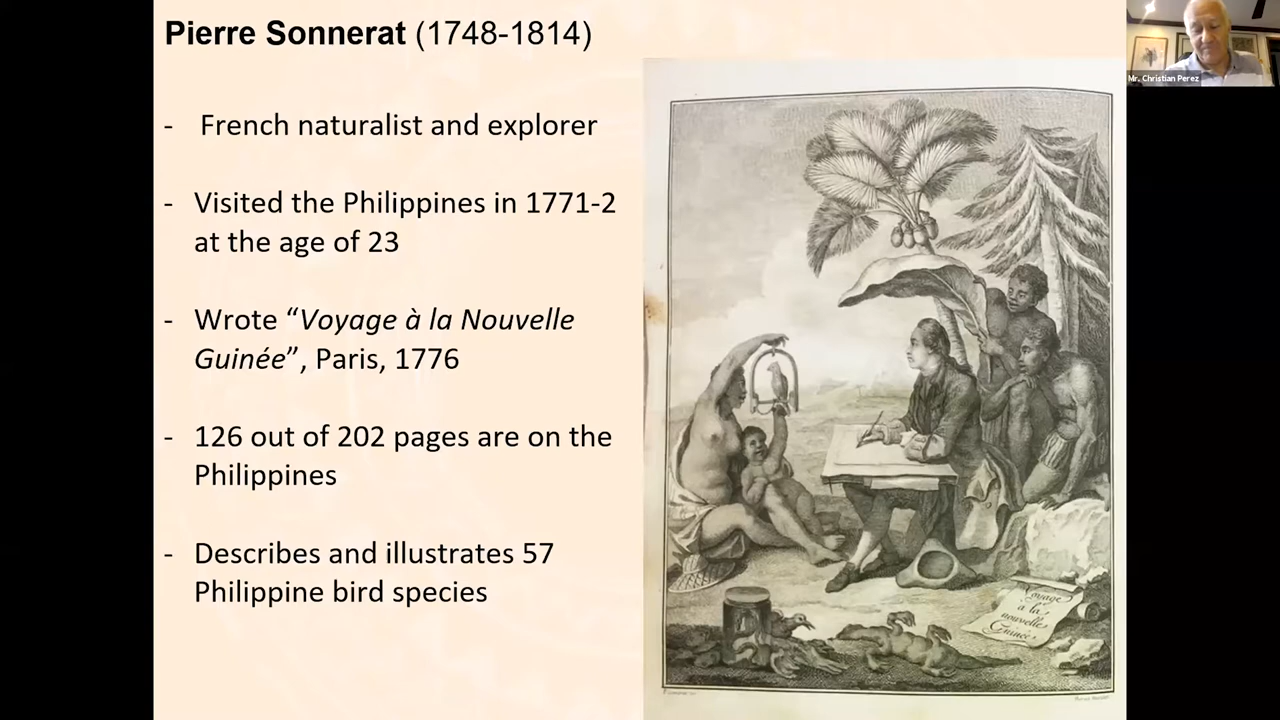 Pierre Sonnerat (1748-1814)
- French naturalist and explorer
- Visited the Philippines in 1771-2
at the age of 23
- Wrote “Voyage à la Nouvelle
Guinée”, Paris, 1776
- 126 out of 202 pages are on the
Philippines
- Describes and illustrates 57
Philippine bird species
Mr. Christian Perez
Voyage
à la
nouvelle
Guinée